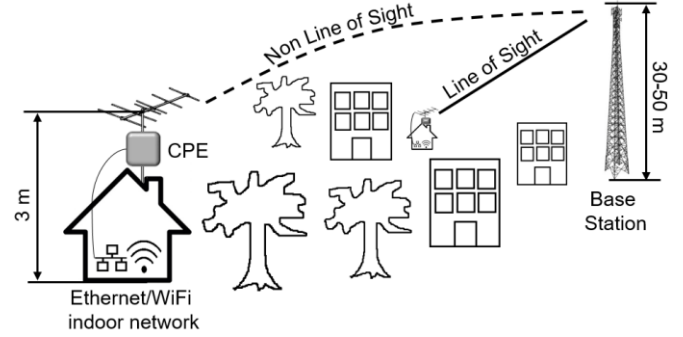 Non Line of Sight
Line of Sight
30-50 m
CPE
3 m
Base
Station
Ethernet/WiFi
indoor network